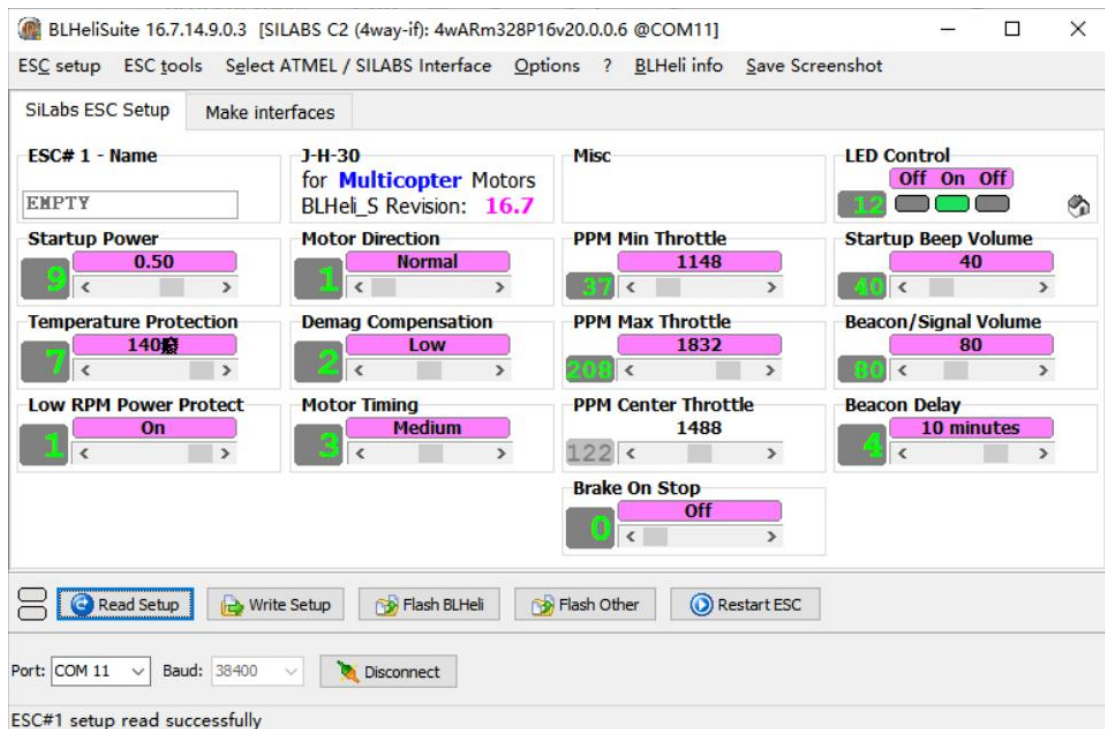 BLHeliSuite 16.7.14.9.0.3 [SILABS C2 (4way-if): 4wARm328P16v20.0.0.6 @COM11]
ESC setup ESC tools Select ATMEL / SILABS Interface Options ? BLHeli info Save Screenshot
SiLabs ESC Setup Make interfaces
ESC# 1 - Name
EMPTY
J-H-30
for Multicopter Motors
BLHeli_S Revision: 16.7
Misc
LED Control
Off On Off
12
Startup Power
0.50
9
Motor Direction
Normal
1
PPM Min Throttle
1148
37
Startup Beep Volume
40
40
Temperature Protection
140
7
Demag Compensation
Low
2
PPM Max Throttle
1832
208
Beacon/Signal Volume
80
80
Low RPM Power Protect
On
1
Motor Timing
Medium
3
PPM Center Throttle
1488
122
Beacon Delay
10 minutes
4
Brake On Stop
Off
0
Read Setup Write Setup Flash BLHeli Flash Other Restart ESC
Port: COM 11 Baud: 38400 Disconnect
ESC#1 setup read successfully